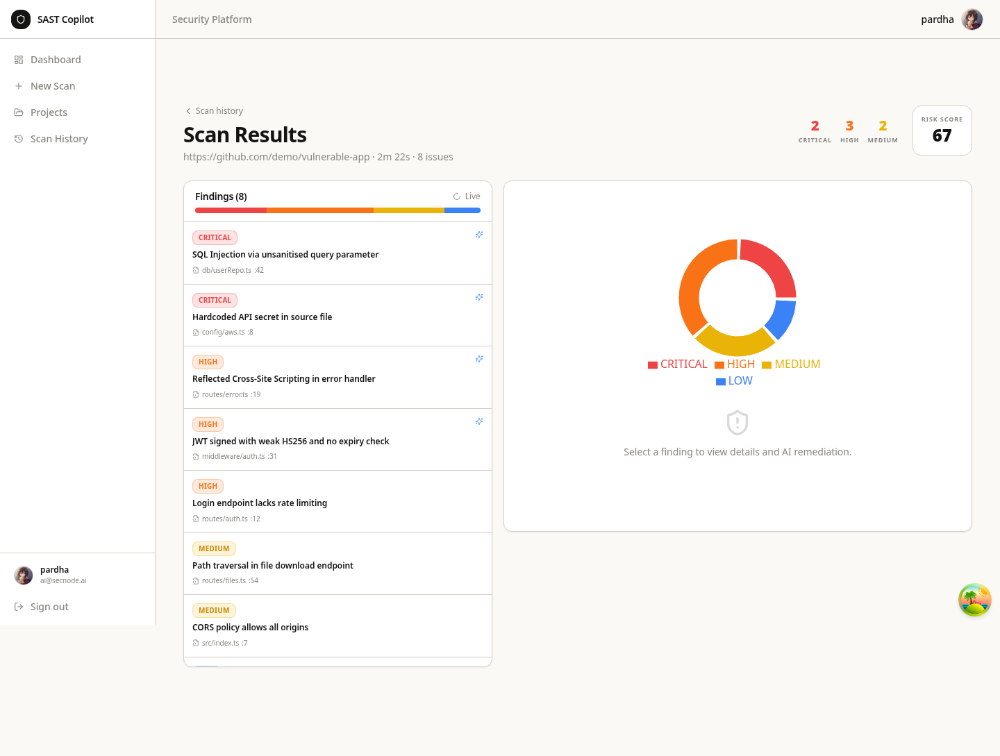 SAST Copilot
Security Platform
pardha
Dashboard
New Scan
Projects
Scan History
Scan history
Scan Results
https://github.com/demo/vulnerable-app · 2m 22s · 8 issues
2
CRITICAL
3
HIGH
2
MEDIUM
RISK SCORE
67
Findings (8)
Live
CRITICAL
SQL Injection via unsanitised query parameter
db/userRepo.ts :42
CRITICAL
Hardcoded API secret in source file
config/aws.ts :8
HIGH
Reflected Cross-Site Scripting in error handler
routes/error.ts :19
HIGH
JWT signed with weak HS256 and no expiry check
middleware/auth.ts :31
HIGH
Login endpoint lacks rate limiting
routes/auth.ts :12
MEDIUM
Path traversal in file download endpoint
routes/files.ts :54
MEDIUM
CORS policy allows all origins
src/index.ts :7
CRITICAL HIGH MEDIUM
LOW
Select a finding to view details and AI remediation.
pardha
ai@secnode.ai
Sign out